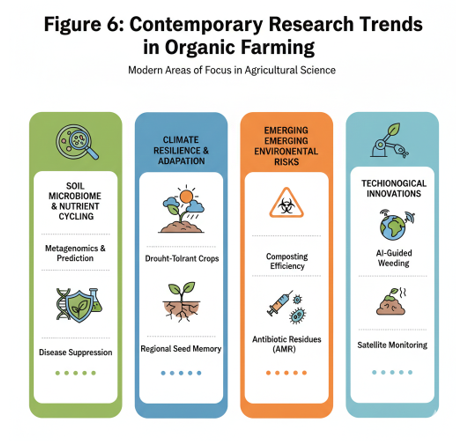 Figure 6: Contemporary Research Trends
in Organic Farming
Modern Areas of Focus in Agricultural Science
SOIL
MICROBIOME
& NUTRIENT
CYCLING
Metagenomics &
Prediction
Disease Suppression
CLIMATE
RESILIENCE &
ADAPATION
Drouht-Tolrant Crops
Regional Seed Memory
EMERGING
EMERGING
ENVIRONENTAL
RISKS
Composting
Efficiency
Antibiotic Residues
(AMR)
TECHIONOGICAL
INNOVATIONS
AI-Guided
Weeding
Satellite Monitoring